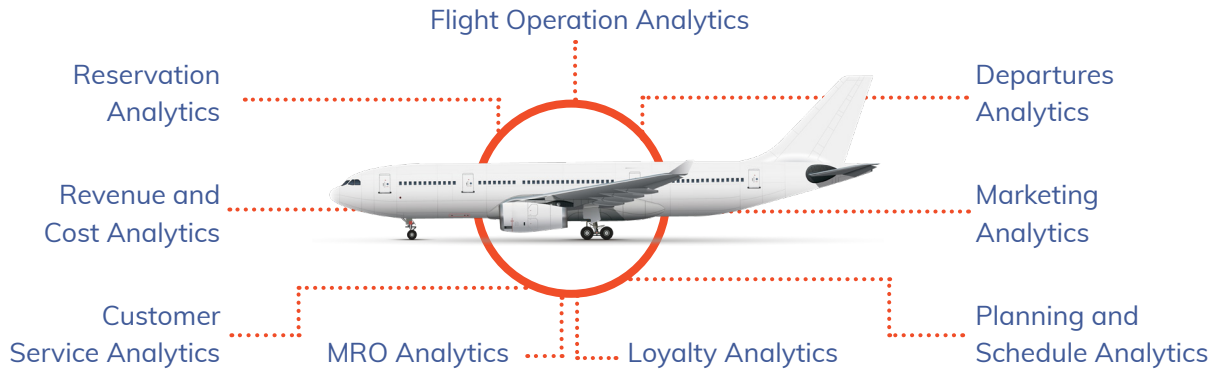 Flight Operation Analytics
Reservation
Analytics
Departures
Analytics
Revenue and
Cost Analytics
Marketing
Analytics
Customer
Service Analytics
MRO Analytics
Loyalty Analytics
Planning and
Schedule Analytics